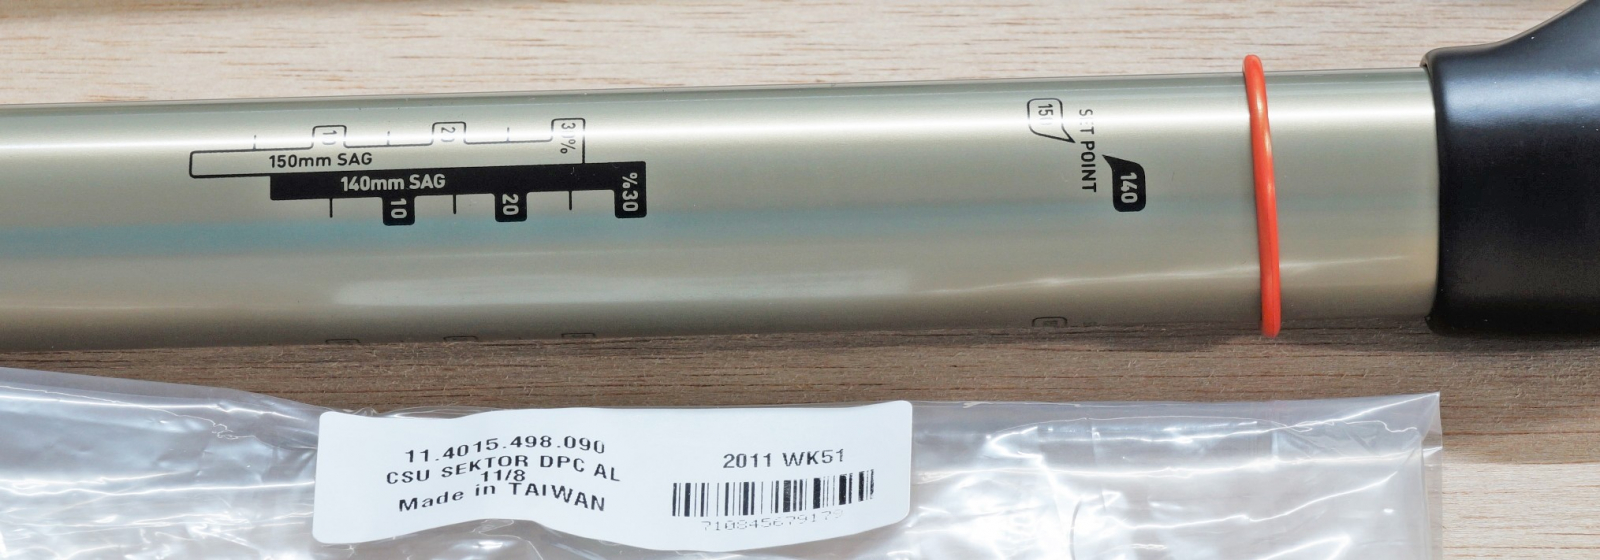 150mm SAG
140mm SAG
%30
10
20
SET POINT
140
11.4015.498.090
CSU SEKTOR DPC AL
11/8
Made in TAIWAN
2011 WK51